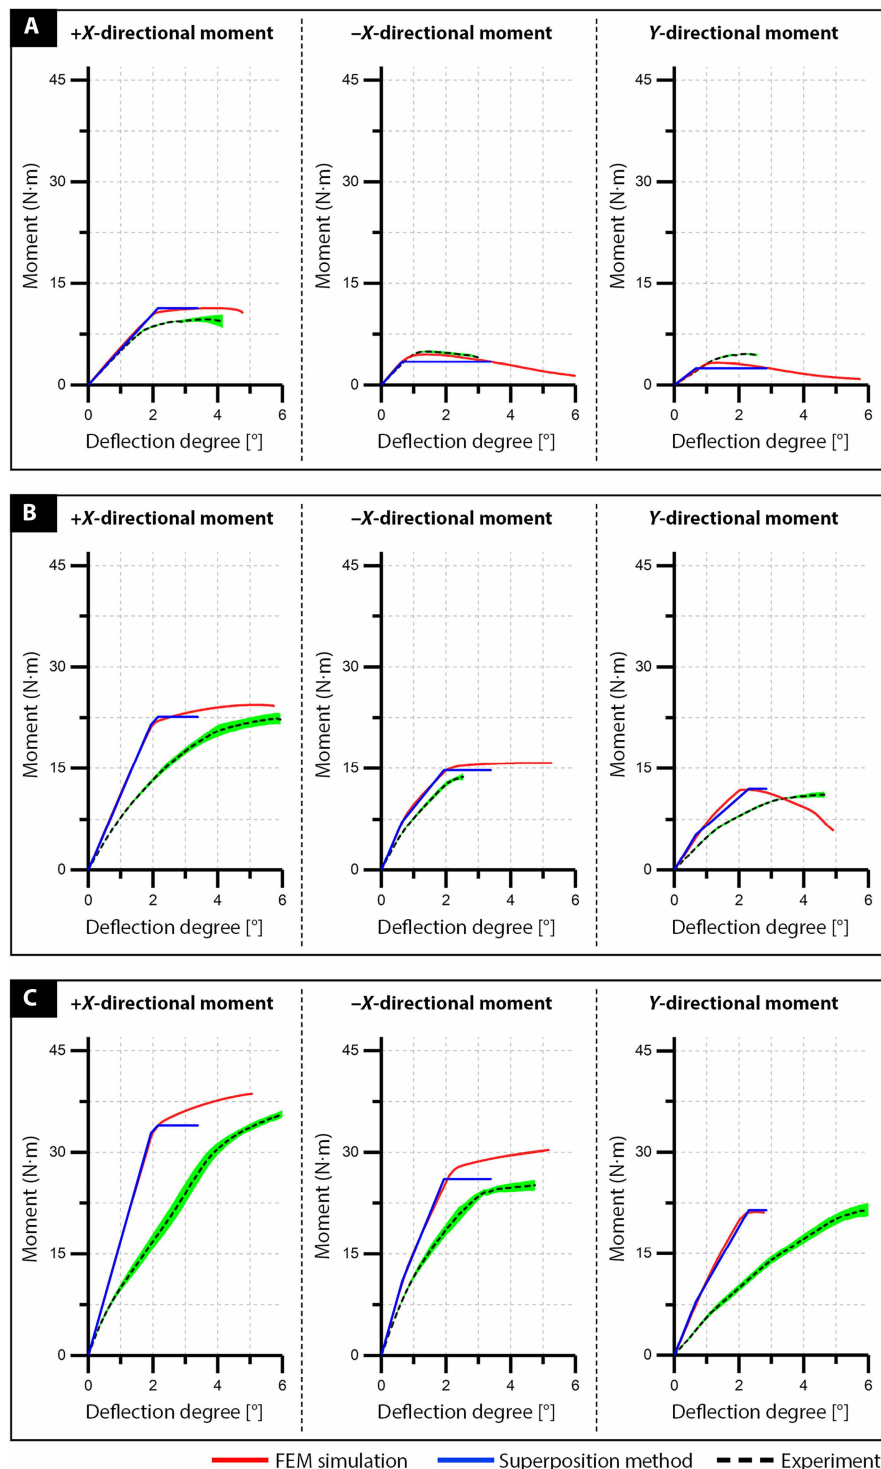 A
+X-directional moment
–X-directional moment
Y-directional moment
Moment (N·m)
45
30
15
0
0 2 4 6
Deflection degree [°]
Moment (N·m)
45
30
15
0
0 2 4 6
Deflection degree [°]
Moment (N·m)
45
30
15
0
0 2 4 6
Deflection degree [°]
B
+X-directional moment
–X-directional moment
Y-directional moment
Moment (N·m)
45
30
15
0
0 2 4 6
Deflection degree [°]
Moment (N·m)
45
30
15
0
0 2 4 6
Deflection degree [°]
Moment (N·m)
45
30
15
0
0 2 4 6
Deflection degree [°]
C
+X-directional moment
–X-directional moment
Y-directional moment
Moment (N·m)
45
30
15
0
0 2 4 6
Deflection degree [°]
Moment (N·m)
45
30
15
0
0 2 4 6
Deflection degree [°]
Moment (N·m)
45
30
15
0
0 2 4 6
Deflection degree [°]
FEM simulation
Superposition method
Experiment